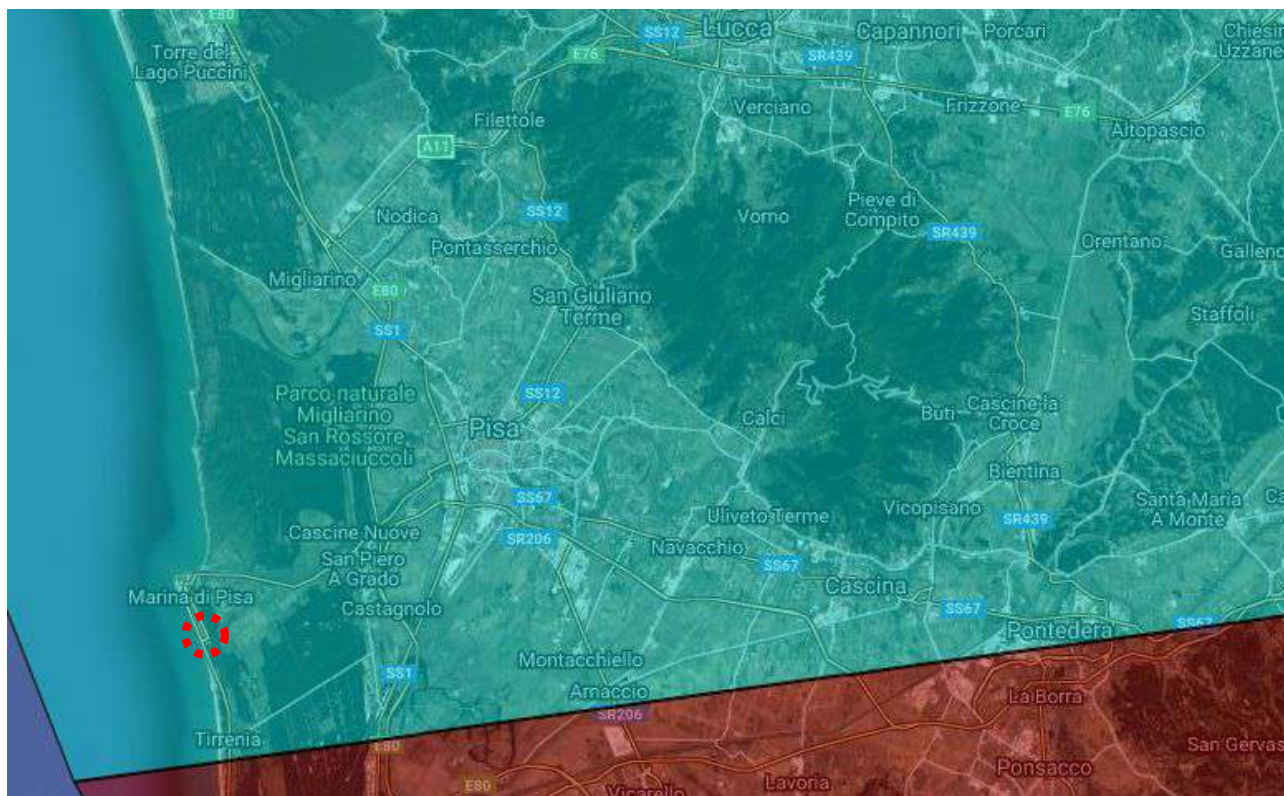 E80
Lucca
SS12
Capannori
Porcari
Torre del
Lago Puccini
E76
SR439
Verciano
Frizzone
E76
Altopascio
Filettole
A11
Nodica
SS12
Vorno
Pieve di
Compito
SR439
Orentano
Pontasserchio
Migliarino
E80
San Giuliano
Terme
Staffoli
SS1
Parco naturale
Migliarino
San Rossore
Massaciuccoli
SS12
Pisa
Calci
Buti
Cascine la
Croce
Bientina
SS67
Uliveto Terme
Vicopisano
Santa Maria
A Monte
SR439
Cascine Nuove
SR206
Navacchio
SS67
San Piero
A Grado
Cascina
Marina di Pisa
Castagnolo
SS67
SS67
Pontedera
Montacchiello
SS1
Arnaccio
SR206
La Borra
Tirrenia
E80
San Gervas
E80
Lavoria
Ponsacco
Vicarello